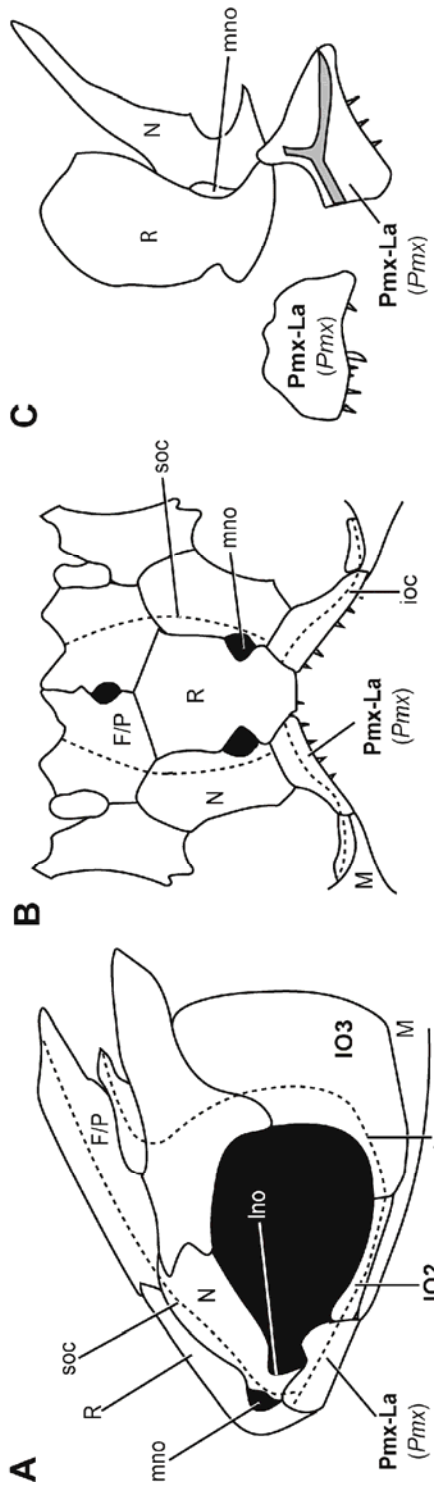 A
R
soc
mno
N
F/P
lno
IO3
M
IO2
Pmx-La
(Pmx)
B
F/P
N
R
soc
mno
M
Pmx-La
(Pmx)
ioc
C
R
N
mno
Pmx-La
(Pmx)
Pmx-La
(Pmx)